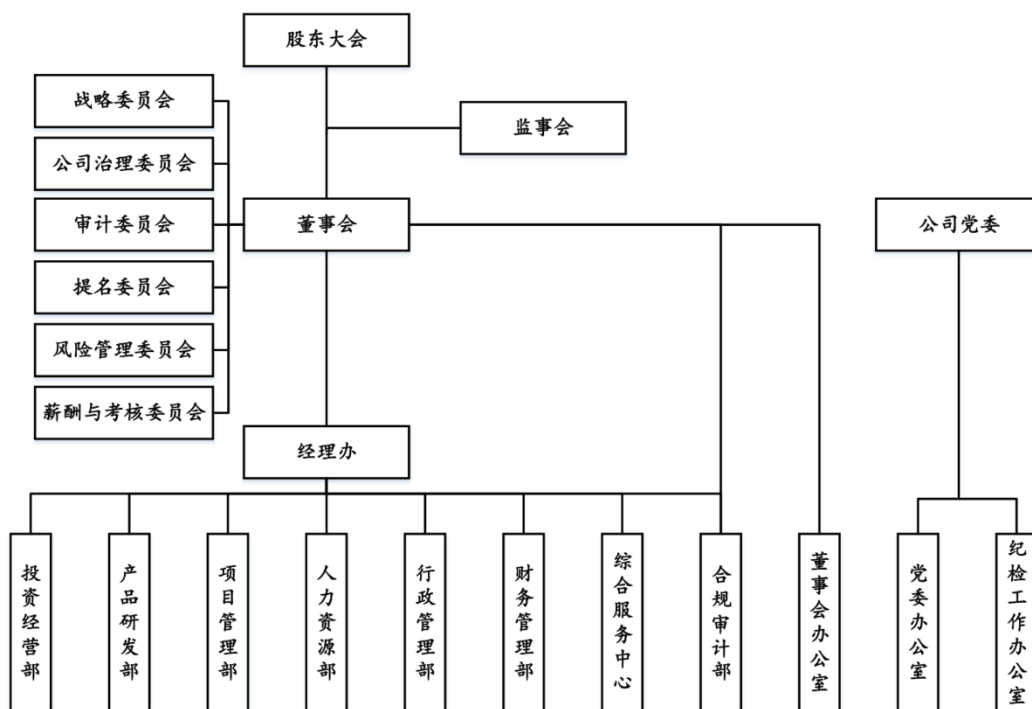 股东大会
战略委员会
监事会
公司治理委员会
审计委员会
董事会
公司党委
提名委员会
风险管理委员会
薪酬与考核委员会
经理办
投资经营部
产品研发部
项目管理部
人力资源部
行政管理部
财务管理部
综合服务中心
合规审计部
董事会办公室
党委办公室
纪检工作办公室